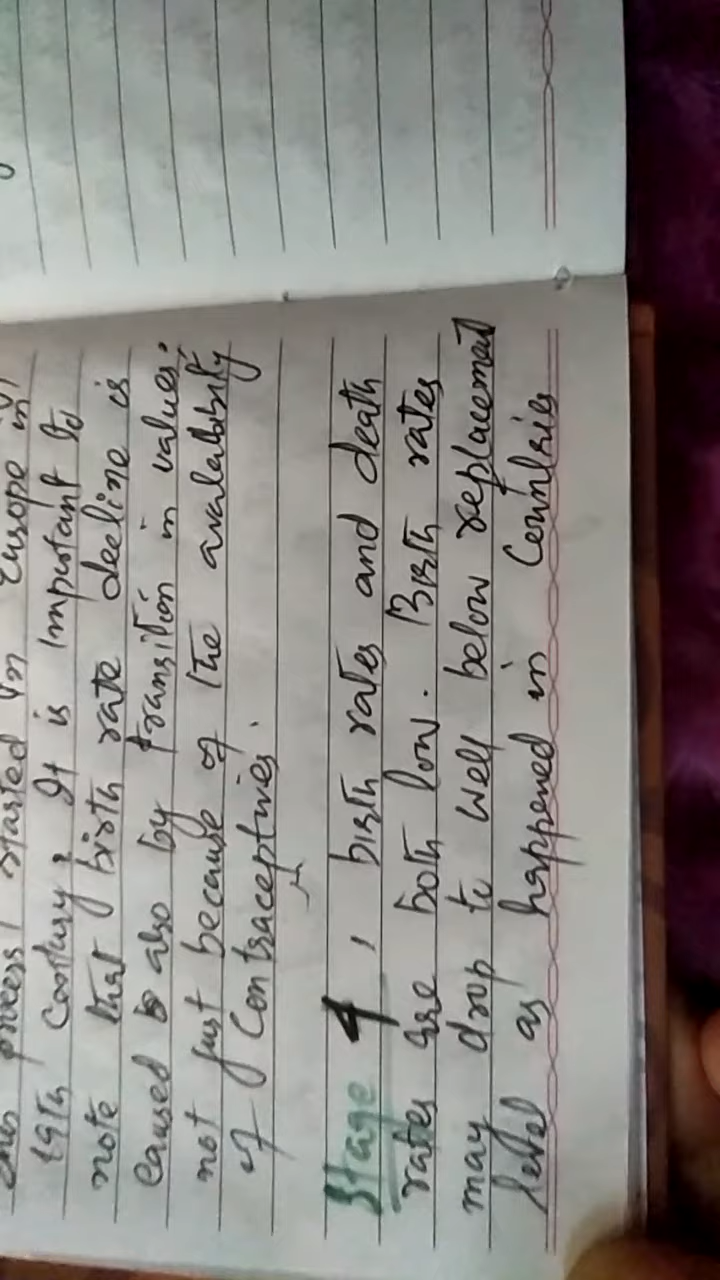 process, started in Europe in
19th Century, It is Important to
note that birth rate decline is
caused is also by transition in values.
not just because of the availability
of Contraceptives.
Stage 4, birth rates and death
rates are both low. Birth rates
may drop to well below replacement
level as happened in Countries